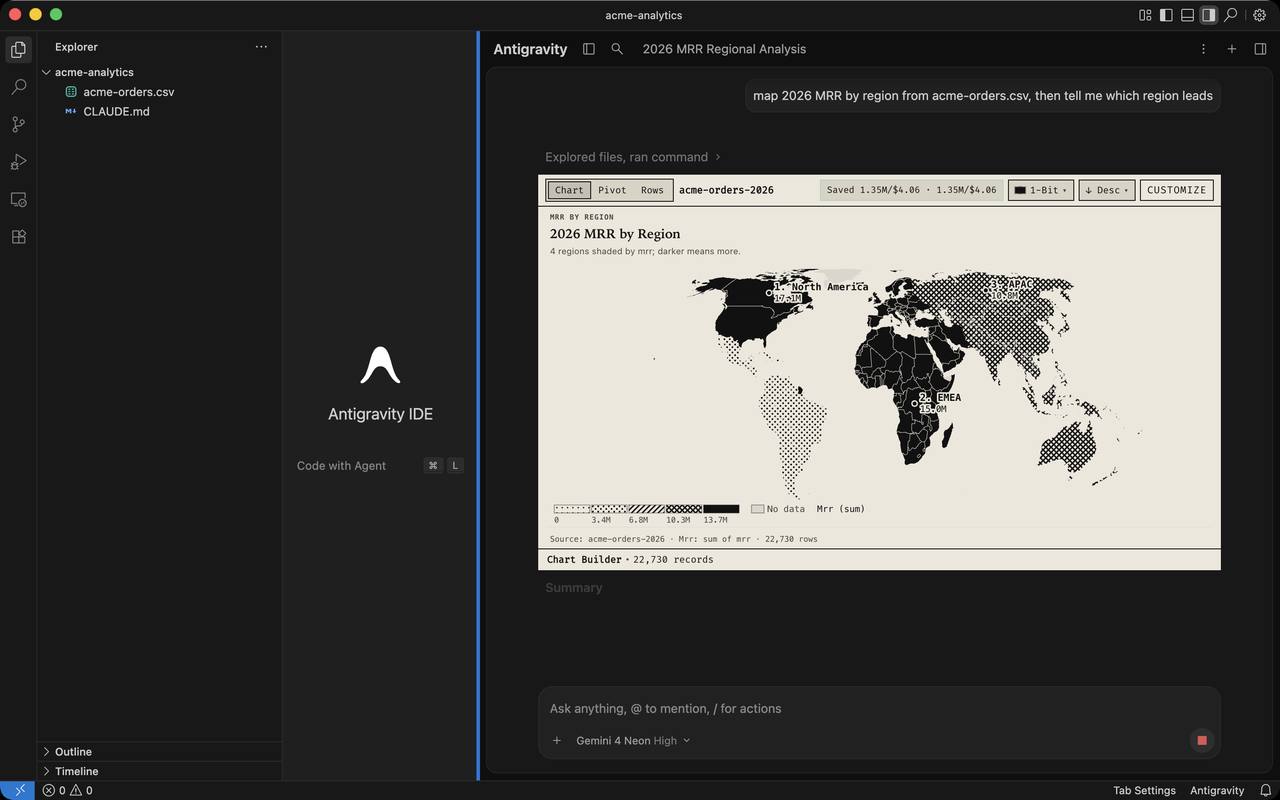 acme-analytics
Explorer
acme-analytics
acme-orders.csv
CLAUDE.md
Outline
Timeline
Antigravity IDE
Code with Agent ⌘ L
Antigravity
2026 MRR Regional Analysis
map 2026 MRR by region from acme-orders.csv, then tell me which region leads
Explored files, ran command
Chart Pivot Rows acme-orders-2026 Saved 1.35M/$4.06 · 1.35M/$4.06 1-Bit ↓ Desc CUSTOMIZE
MRR BY REGION
2026 MRR by Region
4 regions shaded by mrr; darker means more.
1. North America
17.1M
3. APAC
2. EMEA
15.0M
0 3.4M 6.8M 10.3M 13.7M
No data Mrr (sum)
Source: acme-orders-2026 · Mrr: sum of mrr · 22,730 rows
Chart Builder · 22,730 records
Summary
Ask anything, @ to mention, / for actions
Gemini 4 Neon High
0 0
Tab Settings Antigravity